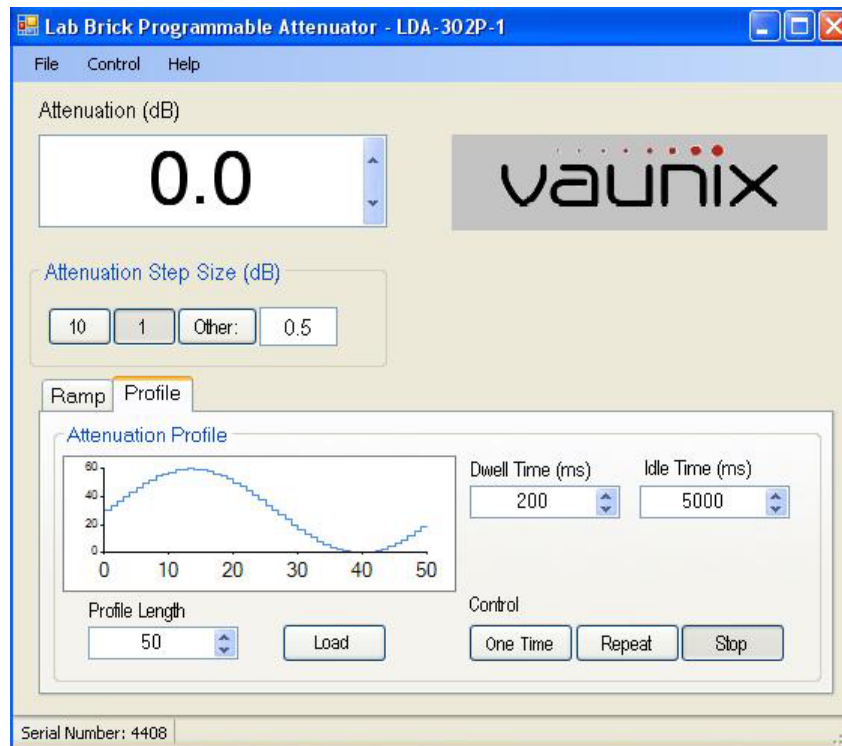 Lab Brick Programmable Attenuator - LDA-302P-1
File Control Help
Attenuation (dB)
0.0
vaunix
Attenuation Step Size (dB)
10 1 Other: 0.5
Ramp Profile
Attenuation Profile
60
40
20
0
0 10 20 30 40 50
Dwell Time (ms) Idle Time (ms)
200 5000
Profile Length
50 Load
Control
One Time Repeat Stop
Serial Number: 4408